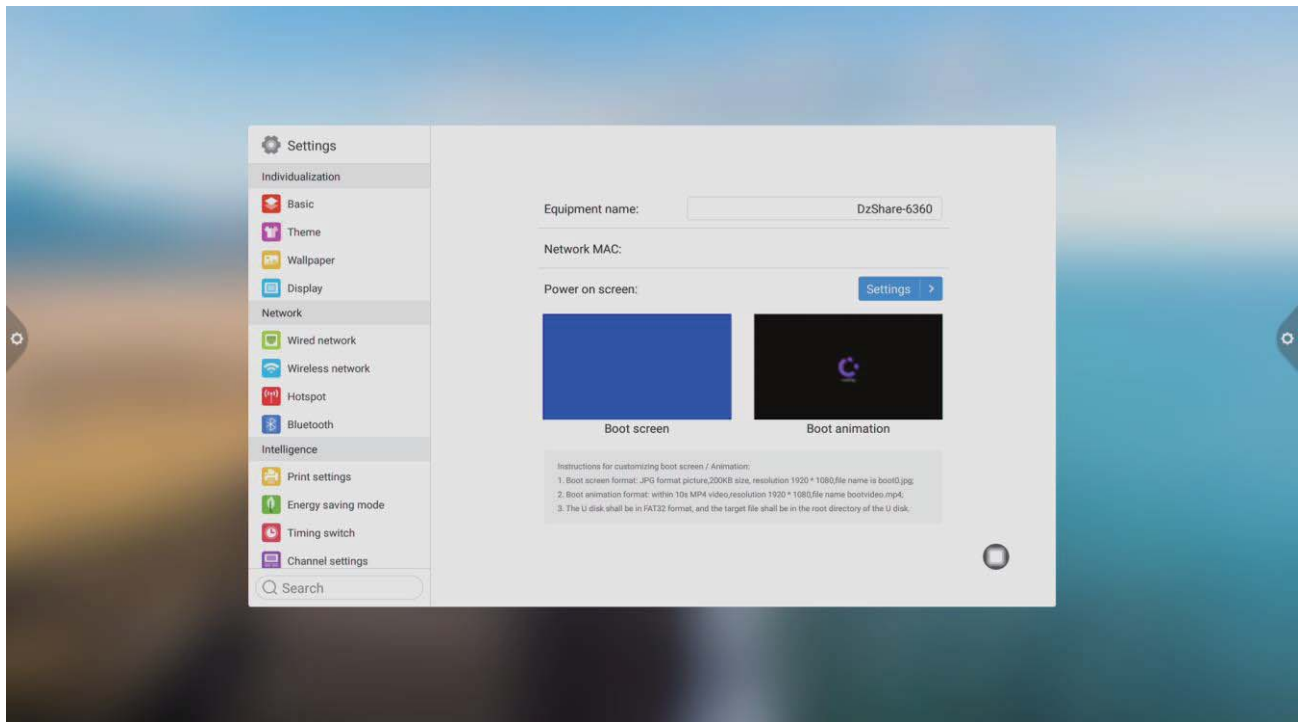 Settings
Individualization
Basic
Theme
Wallpaper
Display
Network
Wired network
Wireless network
Hotspot
Bluetooth
Intelligence
Print settings
Energy saving mode
Timing switch
Channel settings
Search
Equipment name: DzShare-6360
Network MAC:
Power on screen: Settings >
Boot screen Boot animation
Instructions for customizing boot screen / Animation:
1. Boot screen format: JPG format picture,200KB size, resolution 1920 * 1080,file name is boot0.jpg;
2. Boot animation format: within 10s MP4 video,resolution 1920 * 1080,file name bootvideo.mp4;
3. The U disk shall be in FAT32 format, and the target file shall be in the root directory of the U disk;